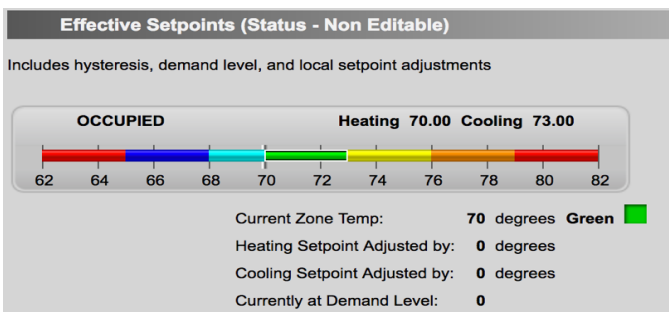 Effective Setpoints (Status - Non Editable)
Includes hysteresis, demand level, and local setpoint adjustments
OCCUPIED Heating 70.00 Cooling 73.00
62 64 66 68 70 72 74 76 78 80 82
Current Zone Temp: 70 degrees Green
Heating Setpoint Adjusted by: 0 degrees
Cooling Setpoint Adjusted by: 0 degrees
Currently at Demand Level: 0